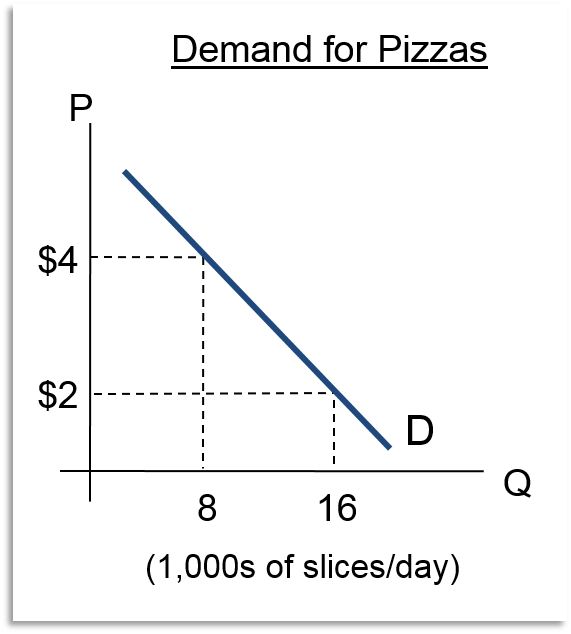 Demand for Pizzas
P
$4
$2
D
Q
8 16
(1,000s of slices/day)